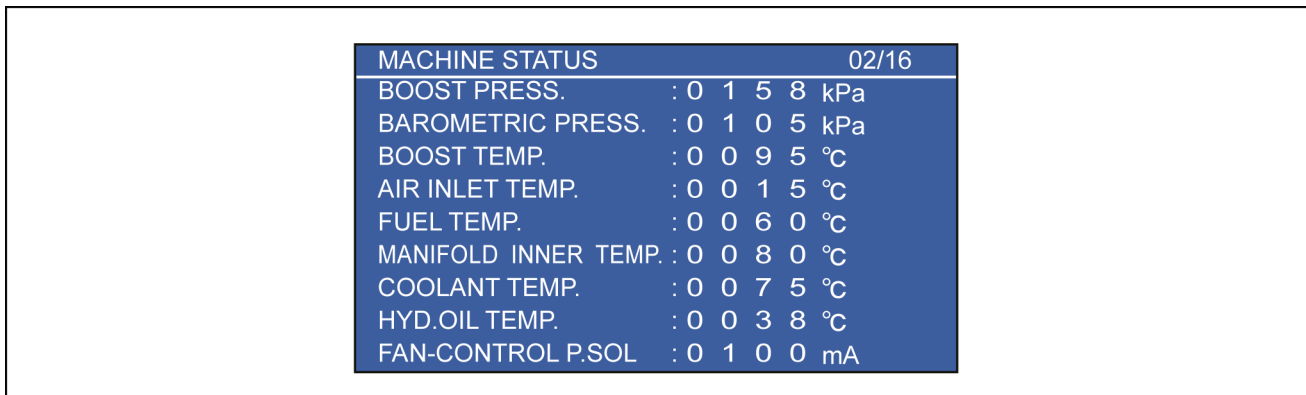 MACHINE STATUS 02/16
BOOST PRESS. : 0 1 5 8 kPa
BAROMETRIC PRESS. : 0 1 0 5 kPa
BOOST TEMP. : 0 0 9 5 ℃
AIR INLET TEMP. : 0 0 1 5 ℃
FUEL TEMP. : 0 0 6 0 ℃
MANIFOLD INNER TEMP. : 0 0 8 0 ℃
COOLANT TEMP. : 0 0 7 5 ℃
HYD.OIL TEMP. : 0 0 3 8 ℃
FAN-CONTROL P.SOL : 0 1 0 0 mA